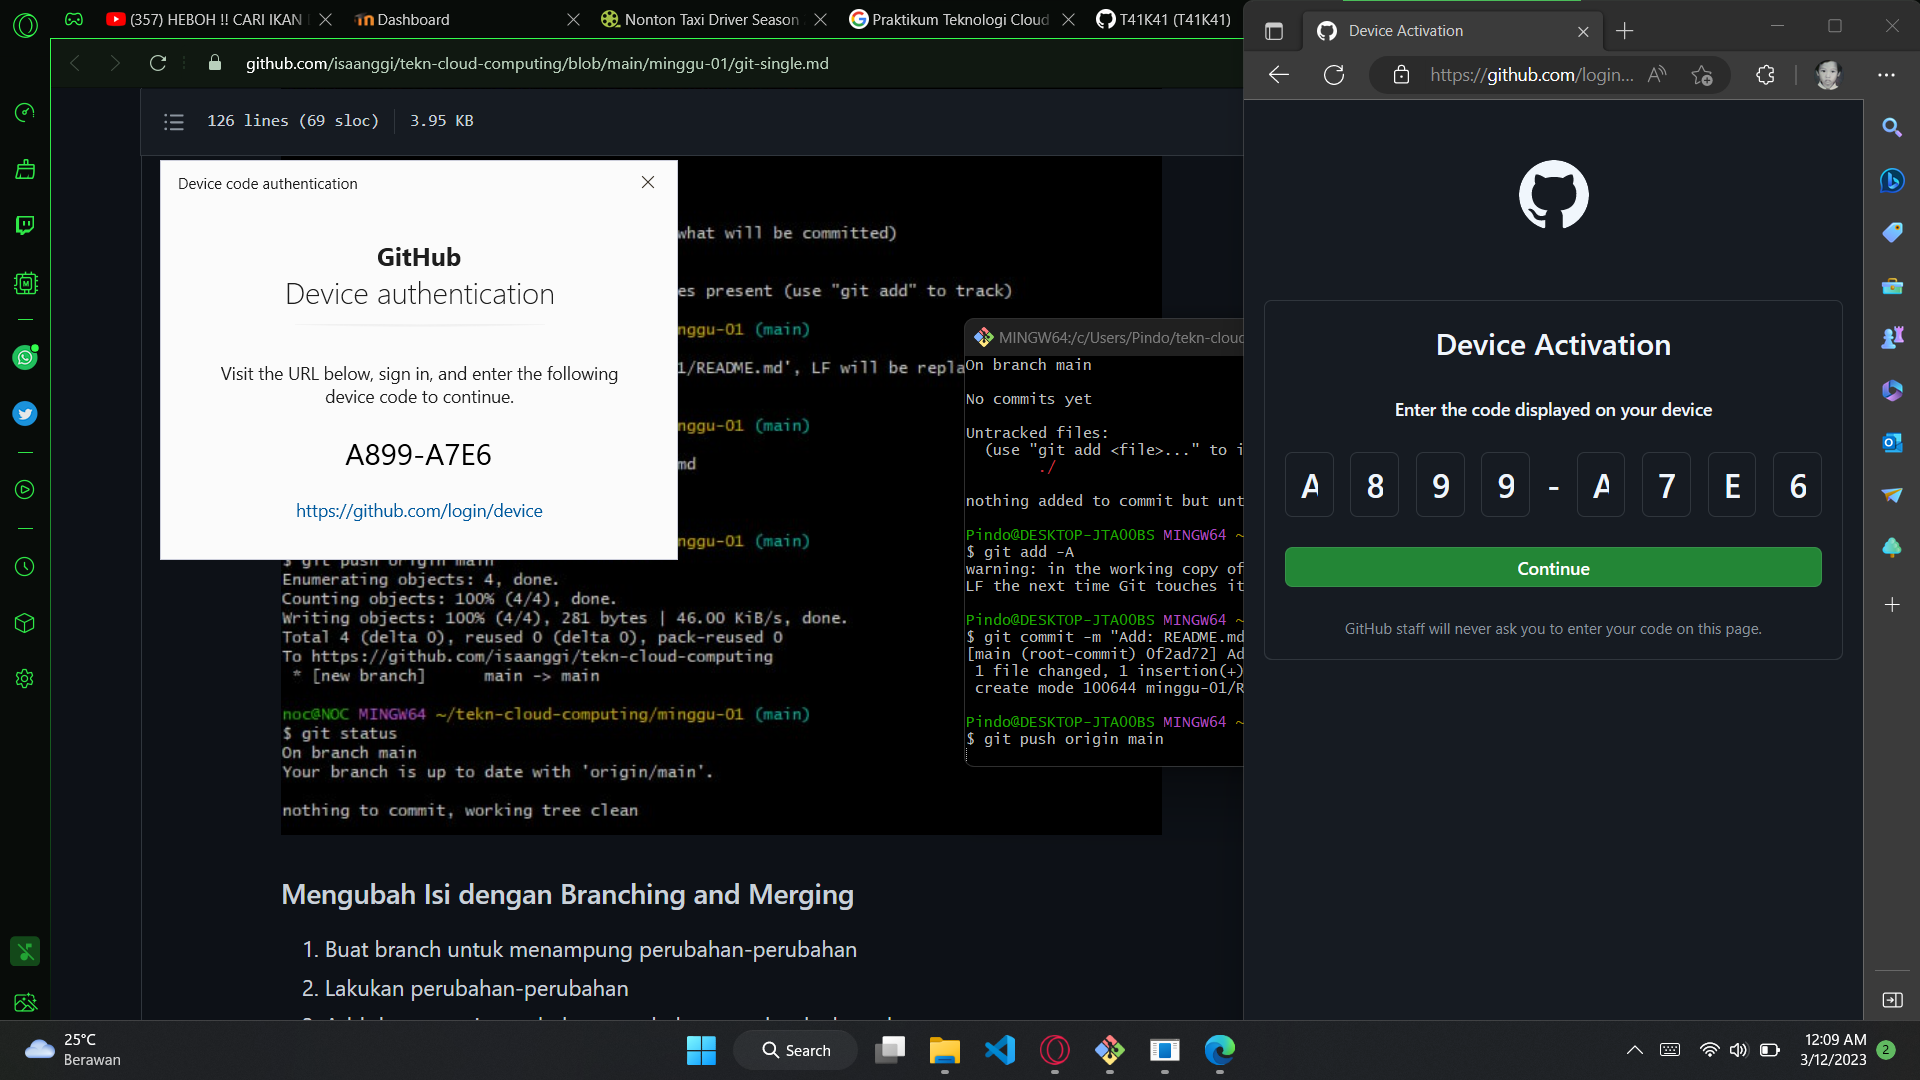 (357) HEBOH !! CARI IKAN
Dashboard
Nonton Taxi Driver Season
Praktikum Teknologi Cloud
T41K41 (T41K41)
github.com/isaanggi/tekn-cloud-computing/blob/main/minggu-01/git-single.md
126 lines (69 sloc)
3.95 KB
what will be committed)
es present (use "git add" to track)
nggu-01 (main)
1/README.md', LF will be repla
nggu-01 (main)
md
nggu-01 (main)
$ git push origin main
Enumerating objects: 4, done.
Counting objects: 100% (4/4), done.
Writing objects: 100% (4/4), 281 bytes | 46.00 KiB/s, done.
Total 4 (delta 0), reused 0 (delta 0), pack-reused 0
To https://github.com/isaanggi/tekn-cloud-computing
* [new branch] main -> main
noc@NOC MINGW64 ~/tekn-cloud-computing/minggu-01 (main)
$ git status
On branch main
Your branch is up to date with 'origin/main'.
nothing to commit, working tree clean
Mengubah Isi dengan Branching and Merging
1. Buat branch untuk menampung perubahan-perubahan
2. Lakukan perubahan-perubahan
Device code authentication
GitHub
Device authentication
Visit the URL below, sign in, and enter the following
device code to continue.
A899-A7E6
https://github.com/login/device
MINGW64:/c/Users/Pindo/tekn-cloud
On branch main
No commits yet
Untracked files:
(use "git add <file>..." to i
./
nothing added to commit but unt
Pindo@DESKTOP-JTAOOBS MINGW64 ~
$ git add -A
warning: in the working copy of
LF the next time Git touches it
Pindo@DESKTOP-JTAOOBS MINGW64 ~
$ git commit -m "Add: README.md
[main (root-commit) 0f2ad72] Ad
1 file changed, 1 insertion(+)
create mode 100644 minggu-01/R
Pindo@DESKTOP-JTAOOBS MINGW64 ~
$ git push origin main
Device Activation
https://github.com/login...
Device Activation
Enter the code displayed on your device
A 8 9 9 - A 7 E 6
Continue
GitHub staff will never ask you to enter your code on this page.
25°C
Berawan
Search
12:09 AM
3/12/2023
2